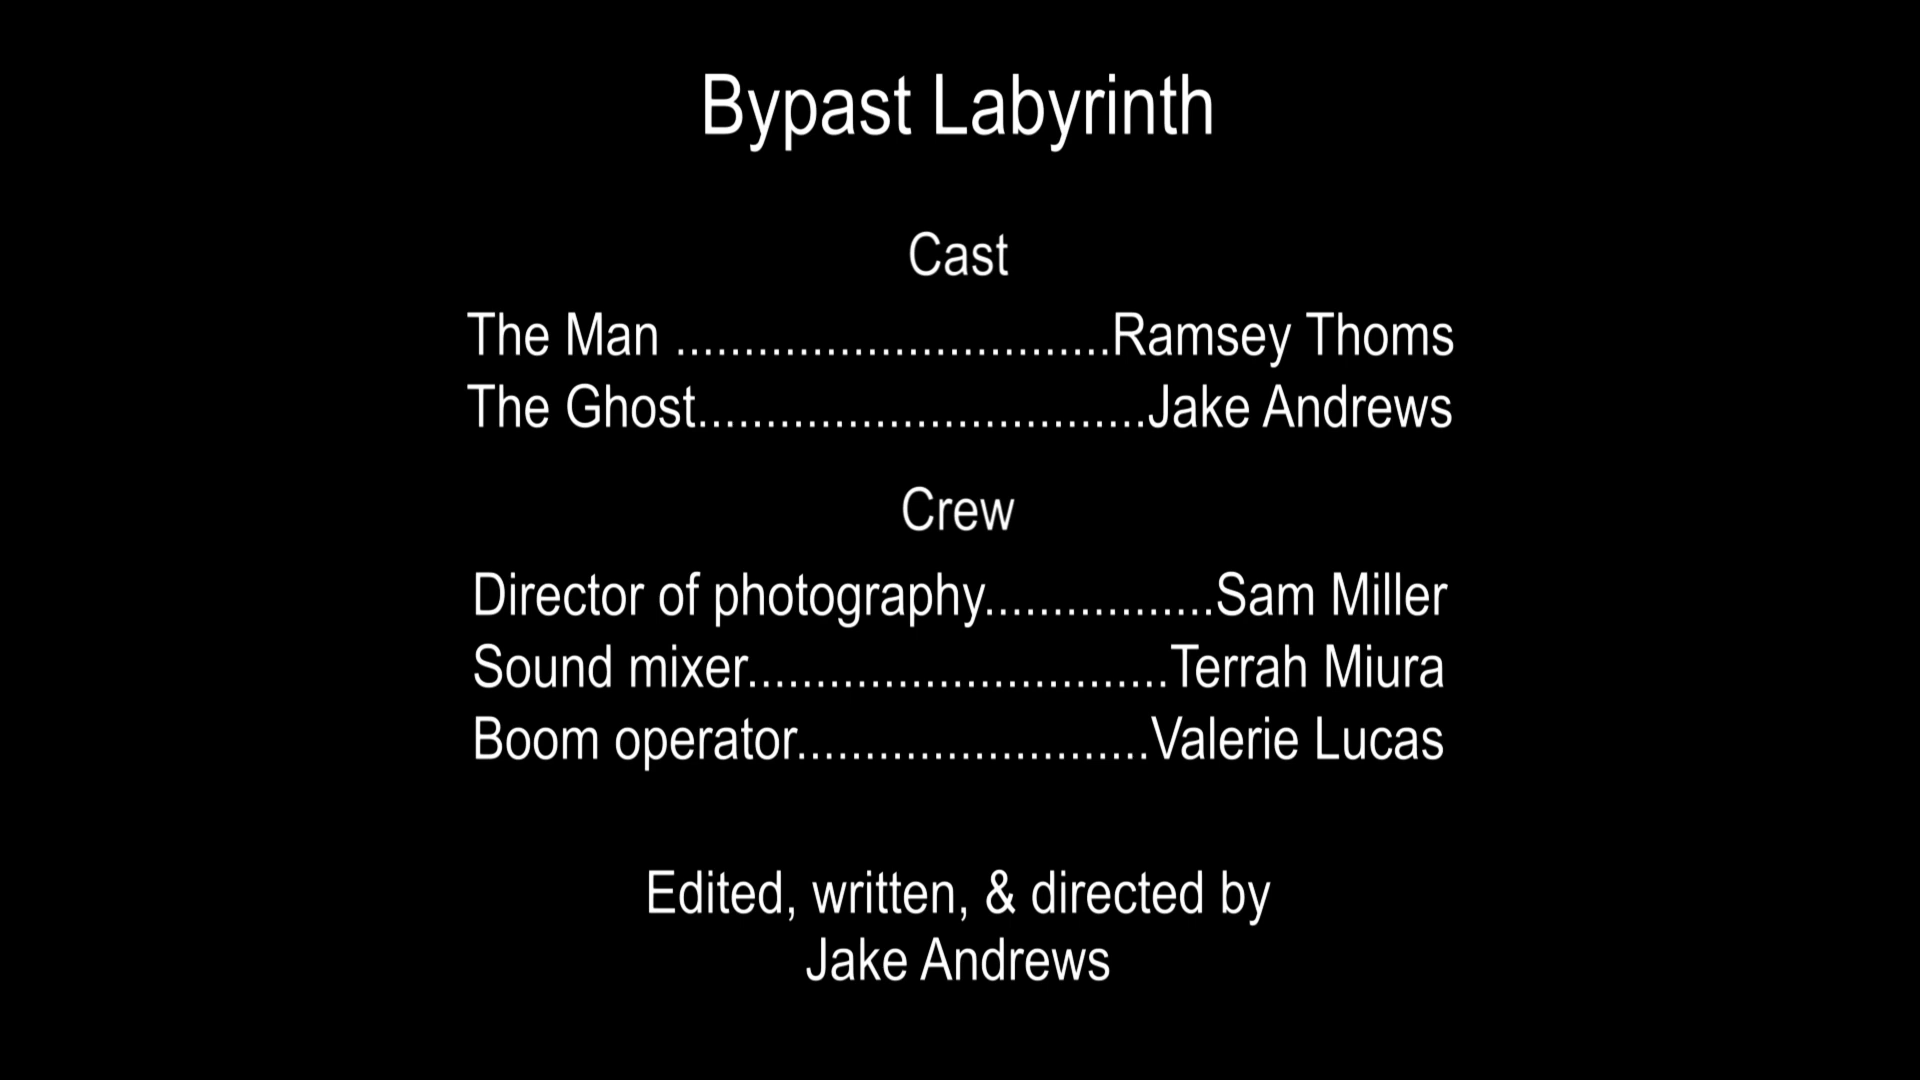 Bypast Labyrinth
Cast
The Man ................................Ramsey Thoms
The Ghost.................................Jake Andrews
Crew
Director of photography.................Sam Miller
Sound mixer...............................Terrah Miura
Boom operator..........................Valerie Lucas
Edited, written, & directed by
Jake Andrews